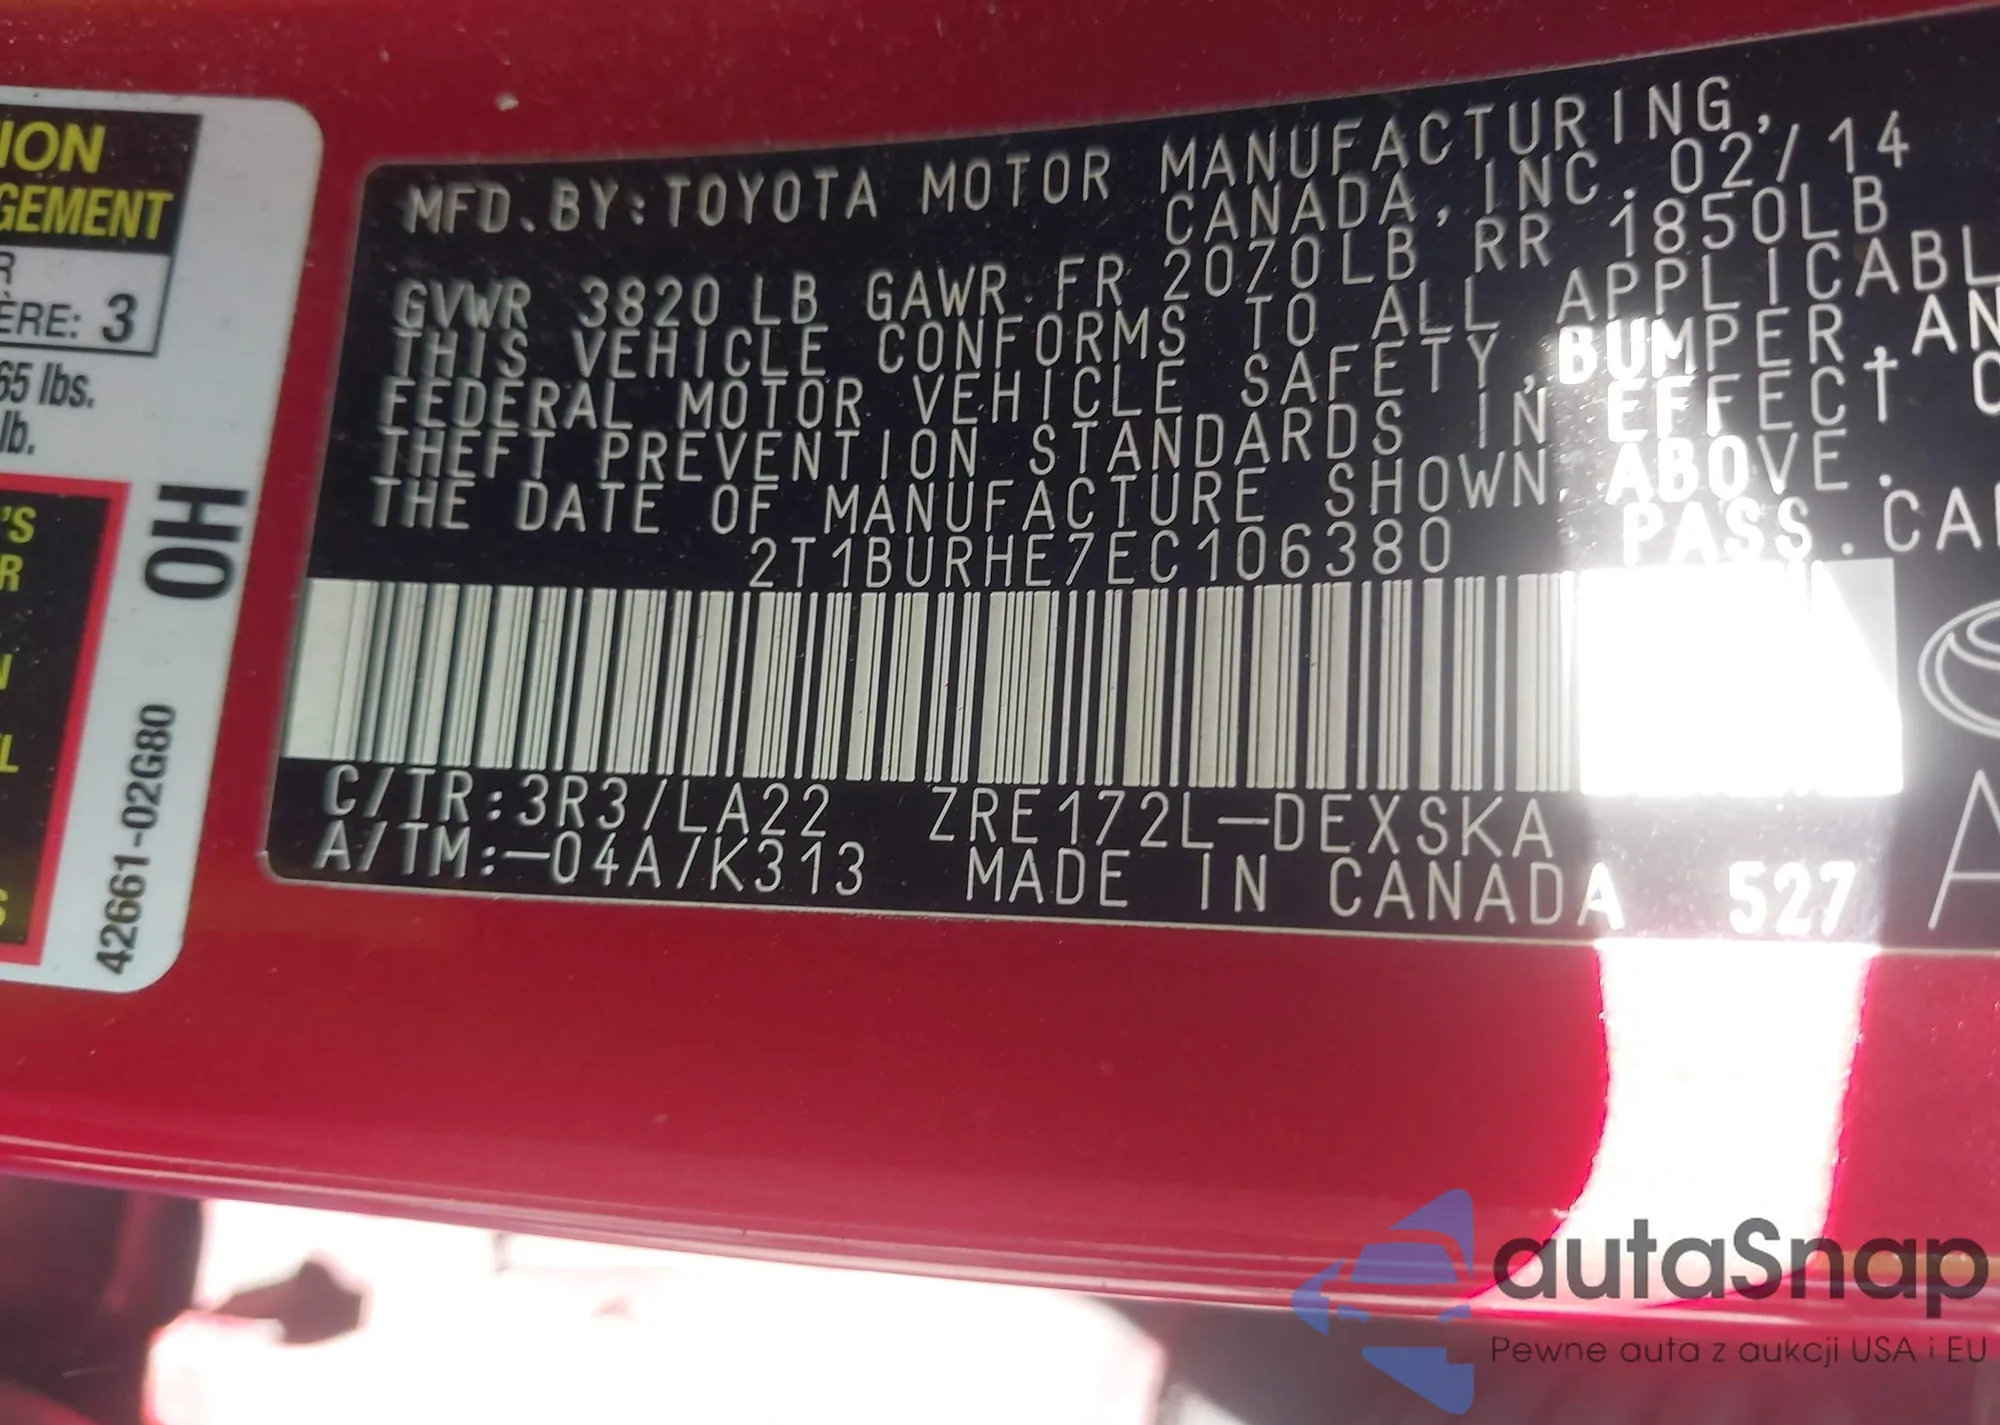 ION
GEMENT
R
ÈRE: 3
65 lbs.
lb.
'S
R
N
L
S
OH
42661-02G80
MFD.BY:TOYOTA MOTOR MANUFACTURING,
CANADA, INC. 02/14
GVWR 3820 LB GAWR FR 2070LB RR 1850LB
THIS VEHICLE CONFORMS TO ALL APPLICABL
FEDERAL MOTOR VEHICLE SAFETY, BUMPER, AN
THEFT PREVENTION STANDARDS IN EFFECT O
THE DATE OF MANUFACTURE SHOWN ABOVE.
2T1BURHE7EC106380 PASS.CA
C/TR:3R3/LA22 ZRE172L-DEXSKA
A/TM:-04A/K313 MADE IN CANADA 527
A
autaSnap
Pewne auta z aukcji USA i EU